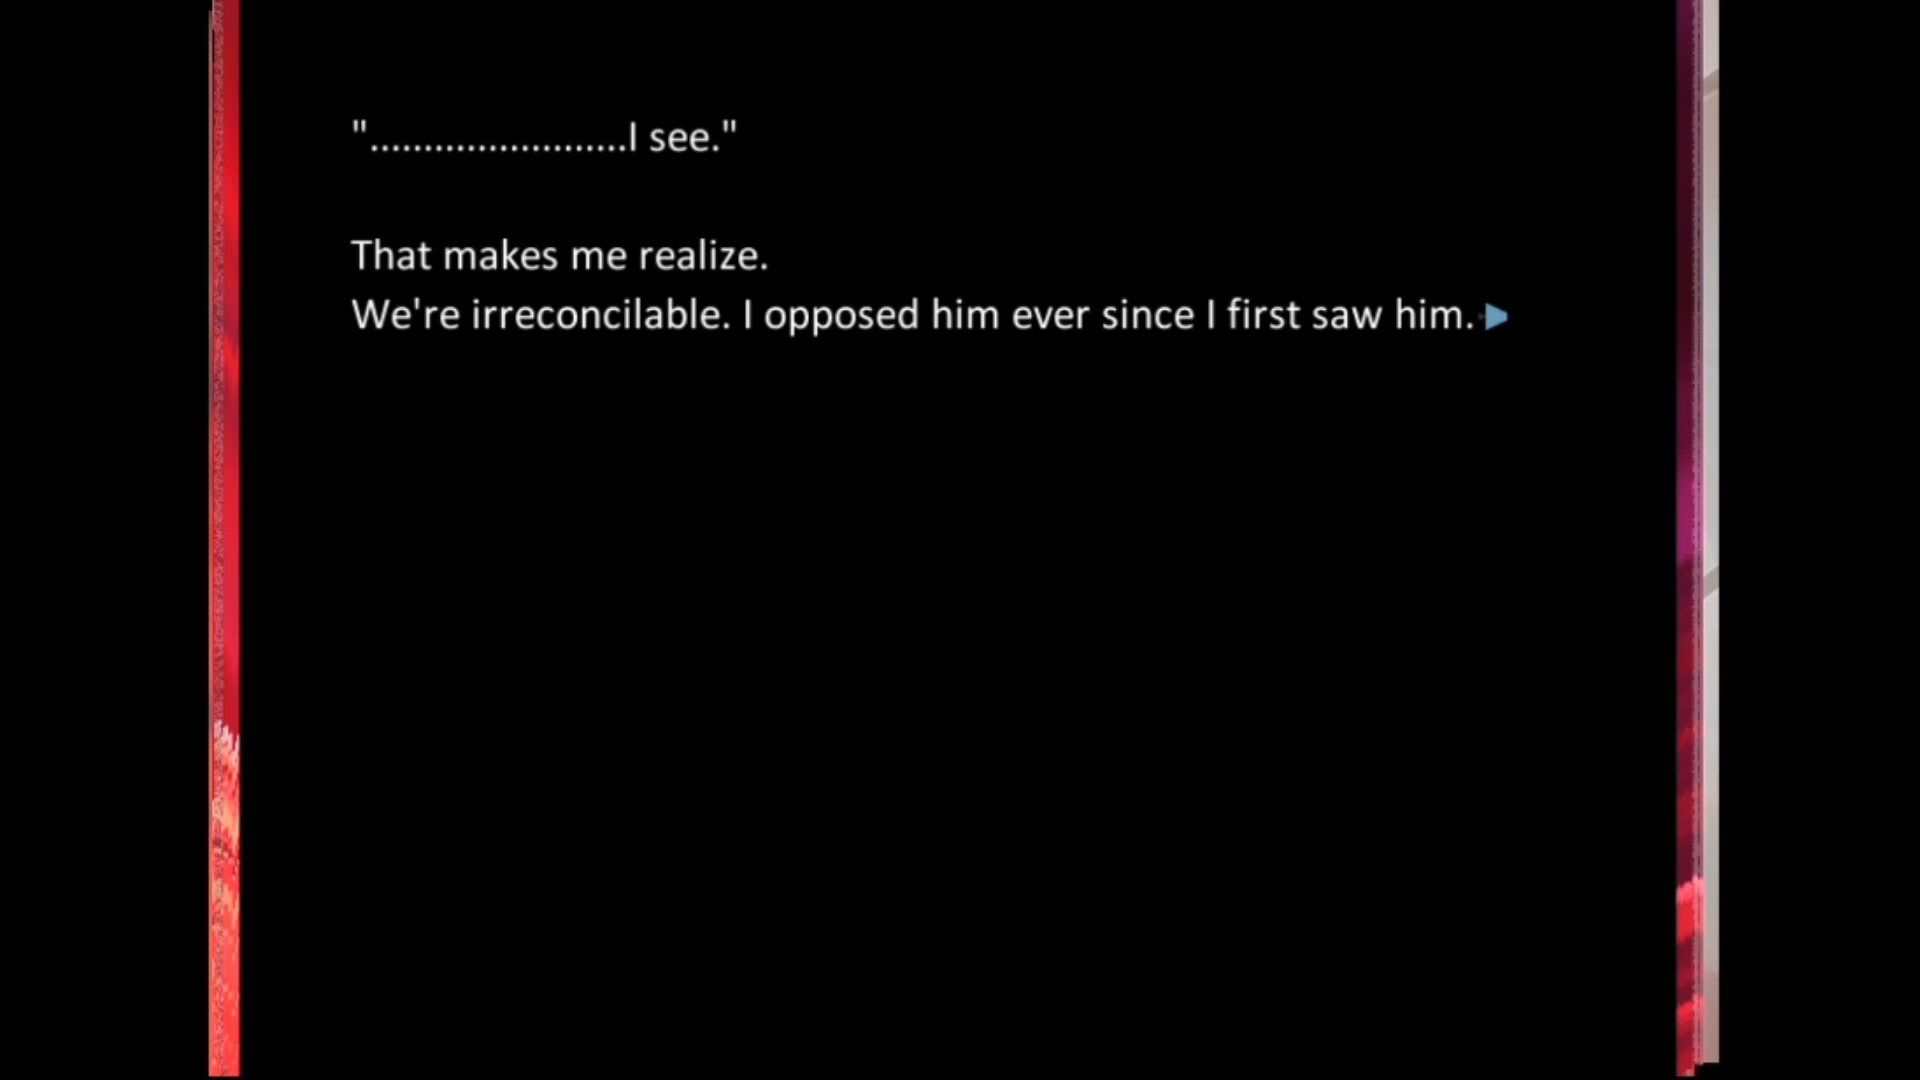 "........................I see."
That makes me realize.
We're irreconcilable. I opposed him ever since I first saw him.